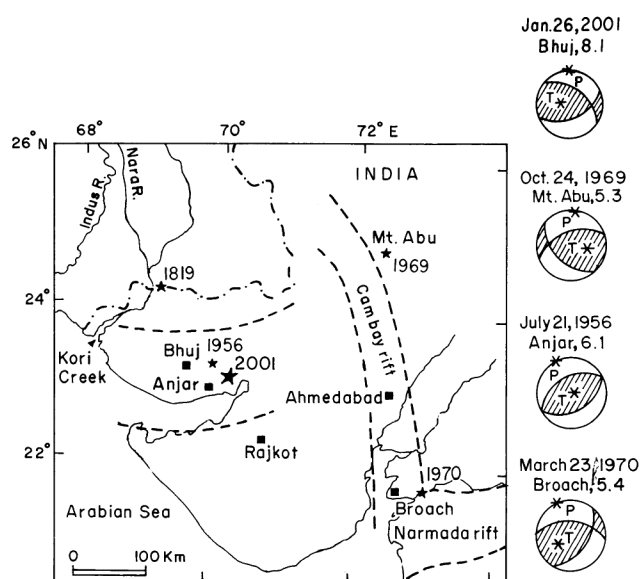 Jan.26,2001
Bhuj,8.1
P
T
68°
70°
72°E
26°N
INDIA
Indus R.
Nara R.
Oct. 24, 1969
Mt. Abu,5.3
P
T
Mt. Abu
1969
1819
24°
Cambay rift
July 21, 1956
Anjar,6.1
P
T
Kori
Creek
Bhuj
1956
2001
Anjar
Ahmedabad
22°
Rajkot
March 23, 1970
Broach,5.4
P
T
1970
Broach
Arabian Sea
Narmada rift
0 100 Km